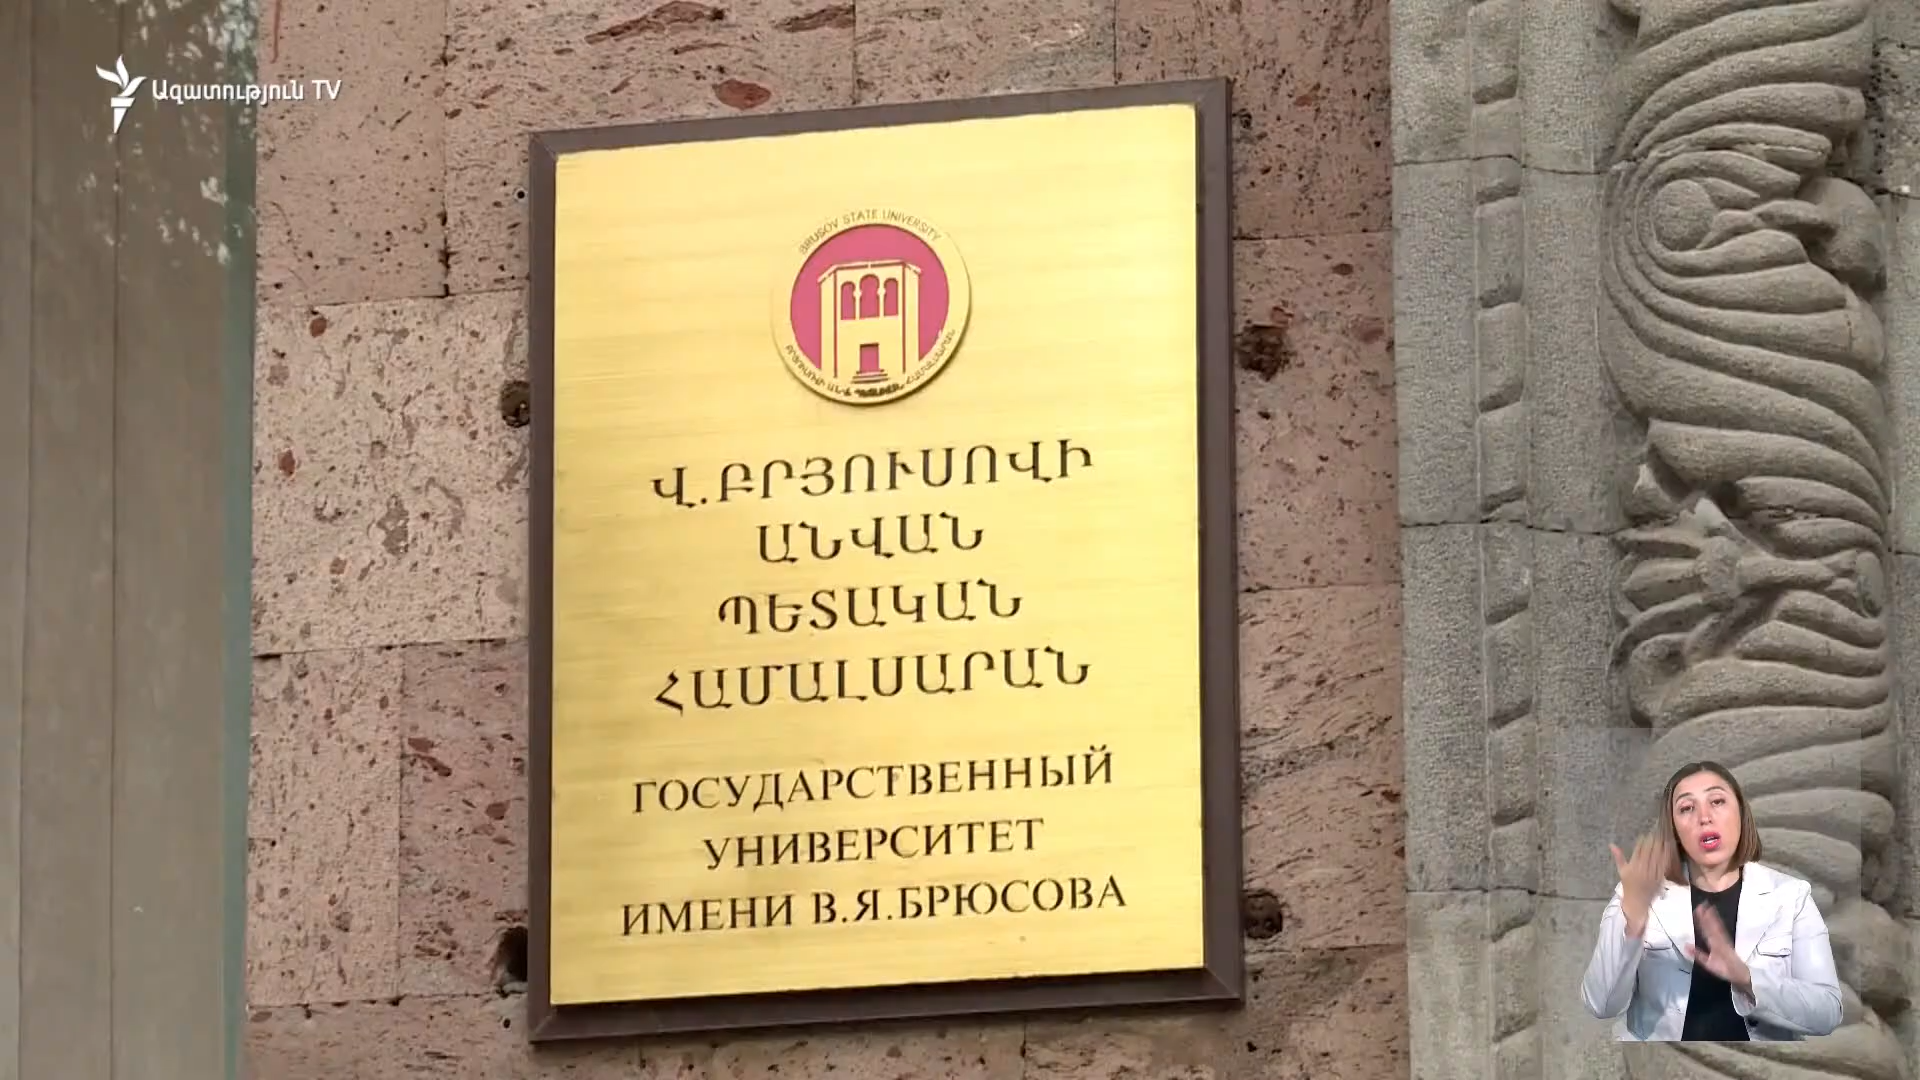 Ազատություն TV
BRUSOV STATE UNIVERSITY
Վ.ԲՐՅՈՒՍՈՎԻ
ԱՆՎԱՆ
ՊԵՏԱԿԱՆ
ՀԱՄԱԼՍԱՐԱՆ
ГОСУДАРСТВЕННЫЙ
УНИВЕРСИТЕТ
ИМЕНИ В.Я.БРЮСОВА